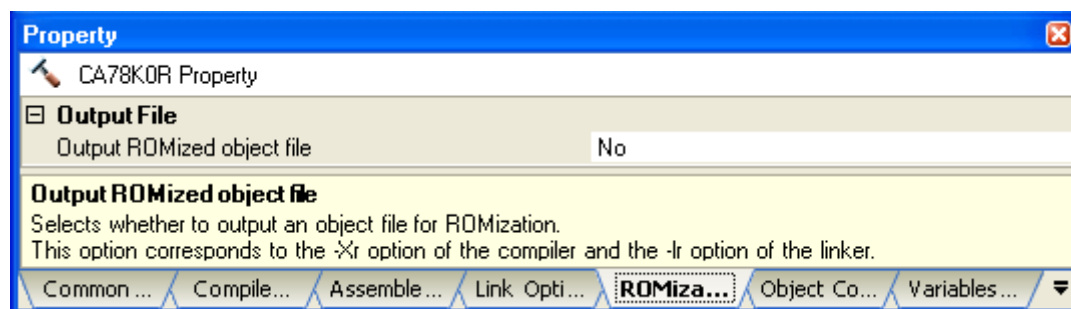 Property
CA78K0R Property
Output File
Output ROMized object file No
Output ROMized object file
Selects whether to output an object file for ROMization.
This option corresponds to the -Xr option of the compiler and the -lr option of the linker.
Common ... Compile... Assemble... Link Opti... ROMiza... Object Co... Variables...